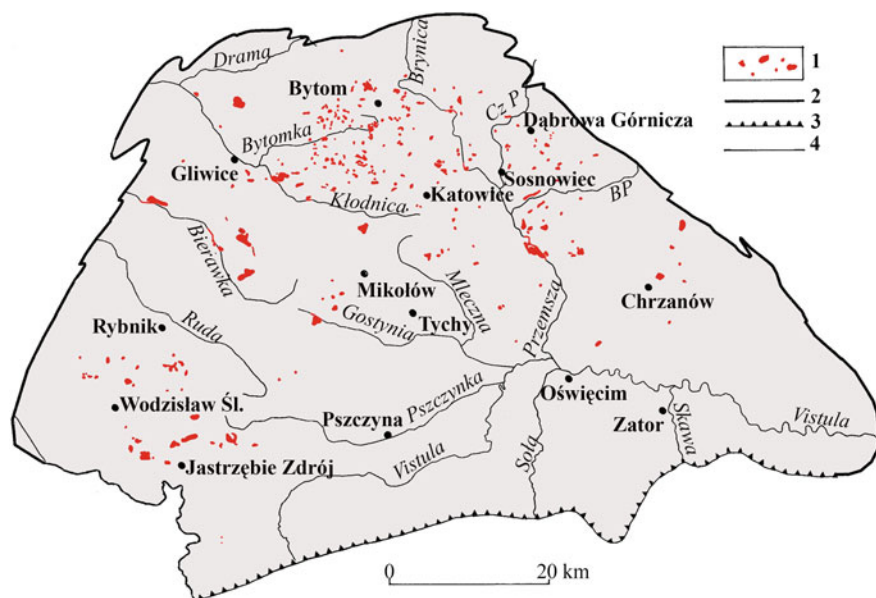 Drama
Brynica
1
Bytom
2
Cz P
3
Dąbrowa Górnicza
Bytomka
4
Gliwice
Sosnowiec
Katowice
BP
Kłodnica
Bierawka
Mleczna
Mikołów
Chrzanów
Rybnik
Ruda
Gostynia
Tychy
Przemsza
Wodzisław Śl.
Pszczynka
Oświęcim
Pszczyna
Zator
Skawa
Vistula
Vistula
Soła
Jastrzębie Zdrój
0 20 km